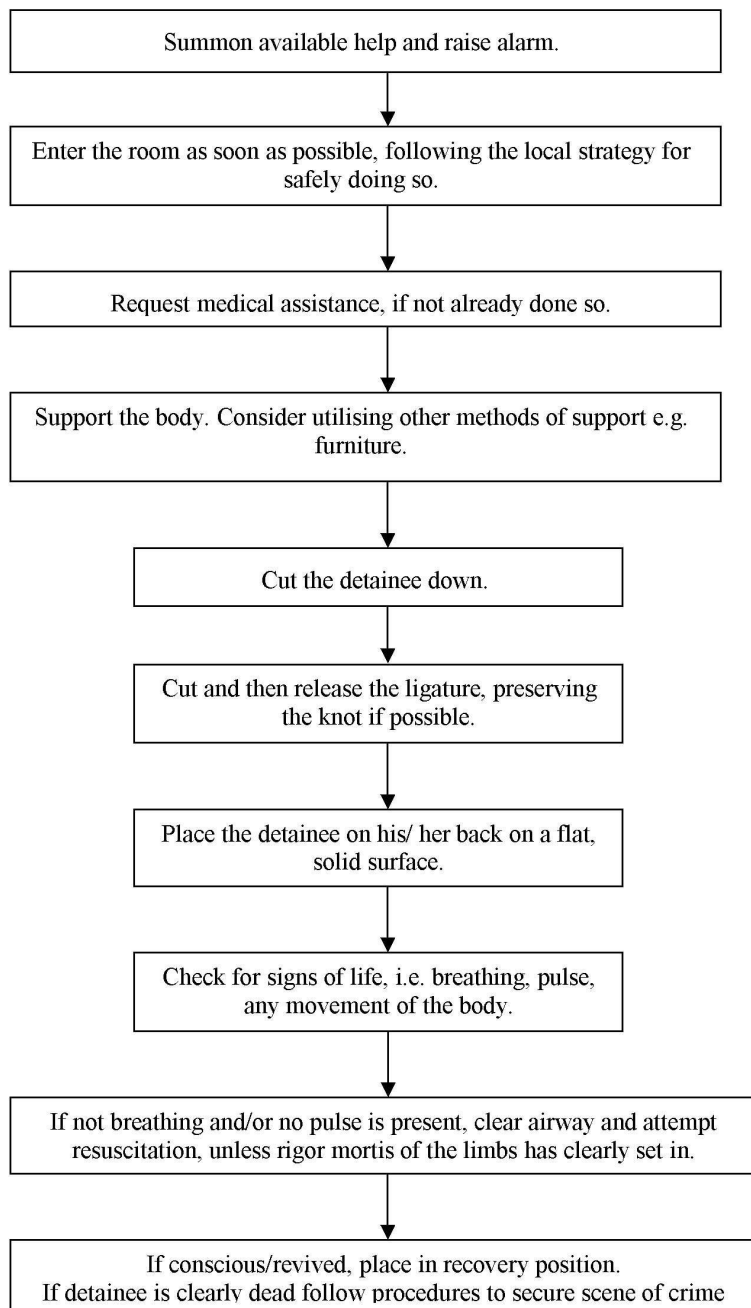 Summon available help and raise alarm.
Enter the room as soon as possible, following the local strategy for
safely doing so.
Request medical assistance, if not already done so.
Support the body. Consider utilising other methods of support e.g.
furniture.
Cut the detainee down.
Cut and then release the ligature, preserving
the knot if possible.
Place the detainee on his/ her back on a flat,
solid surface.
Check for signs of life, i.e. breathing, pulse,
any movement of the body.
If not breathing and/or no pulse is present, clear airway and attempt
resuscitation, unless rigor mortis of the limbs has clearly set in.
If conscious/revived, place in recovery position.
If detainee is clearly dead follow procedures to secure scene of crime